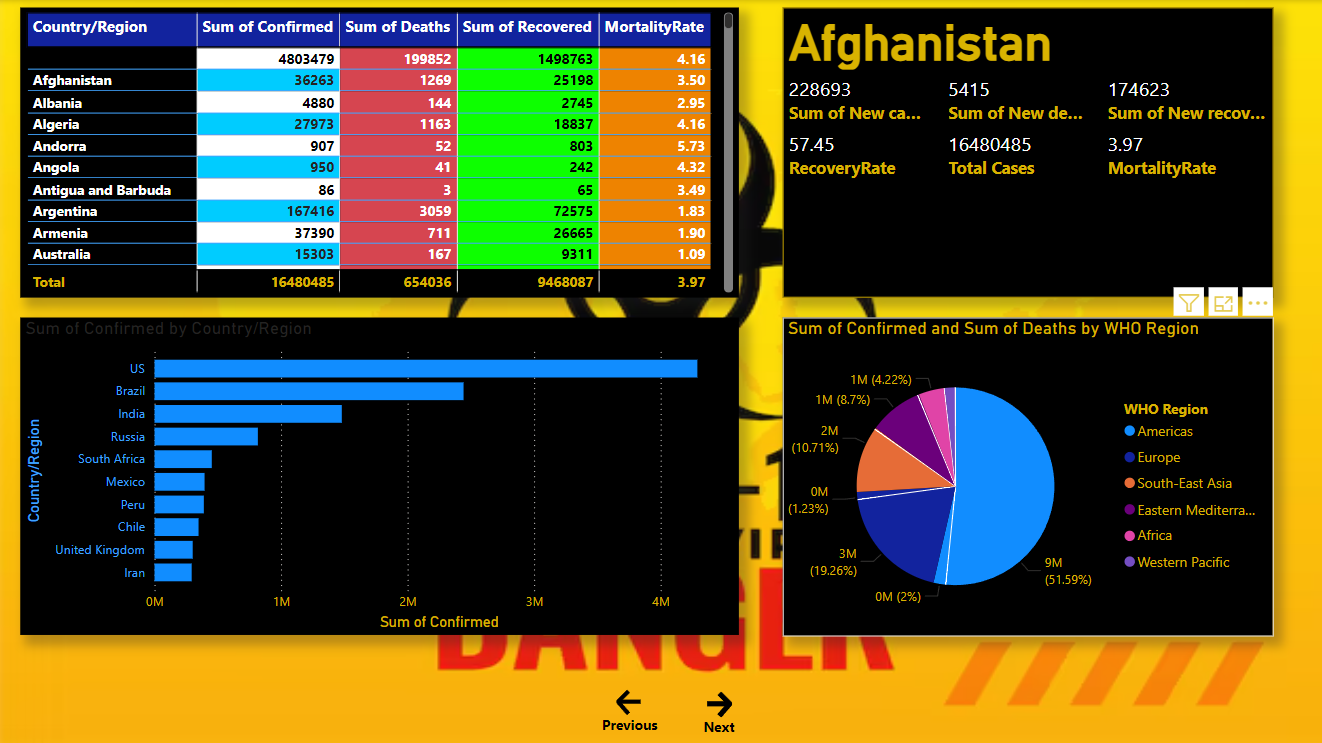 Country/Region Sum of Confirmed Sum of Deaths Sum of Recovered MortalityRate
4803479 199852 1498763 4.16
Afghanistan 36263 1269 25198 3.50
Albania 4880 144 2745 2.95
Algeria 27973 1163 18837 4.16
Andorra 907 52 803 5.73
Angola 950 41 242 4.32
Antigua and Barbuda 86 3 65 3.49
Argentina 167416 3059 72575 1.83
Armenia 37390 711 26665 1.90
Australia 15303 167 9311 1.09
Total 16480485 654036 9468087 3.97
Afghanistan
228693 5415 174623
Sum of New ca... Sum of New de... Sum of New recov...
57.45 16480485 3.97
RecoveryRate Total Cases MortalityRate
Sum of Confirmed by Country/Region
Country/Region
US
Brazil
India
Russia
South Africa
Mexico
Peru
Chile
United Kingdom
Iran
0M 1M 2M 3M 4M
Sum of Confirmed
Sum of Confirmed and Sum of Deaths by WHO Region
1M (4.22%)
1M (8.7%)
2M
(10.71%)
0M
(1.23%)
3M
(19.26%)
0M (2%)
9M
(51.59%)
WHO Region
Americas
Europe
South-East Asia
Eastern Mediterra...
Africa
Western Pacific
DANGER
Previous Next